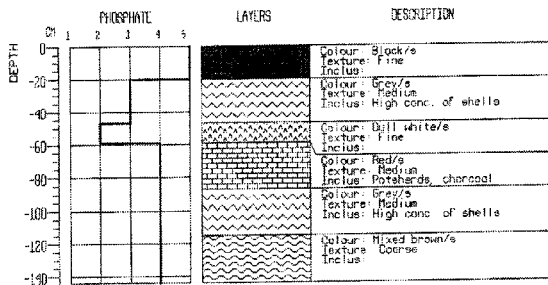 PHOSPHATE LAYERS DESCRIPTION
CM 1 2 3 4 5
DEPTH
0
-20
-40
-60
-80
-100
-120
-140
Colour: Black/s
Texture: Fine
Inclus:
Colour: Grey/s
Texture: Medium
Inclus: High conc. of shells
Colour: Dull white/s
Texture: Fine
Inclus:
Colour: Red/s
Texture: Medium
Inclus: Potsherds, charcoal
Colour: Grey/s
Texture: Medium
Inclus: High conc. of shells
Colour: Mixed brown/s
Texture: Coarse
Inclus: